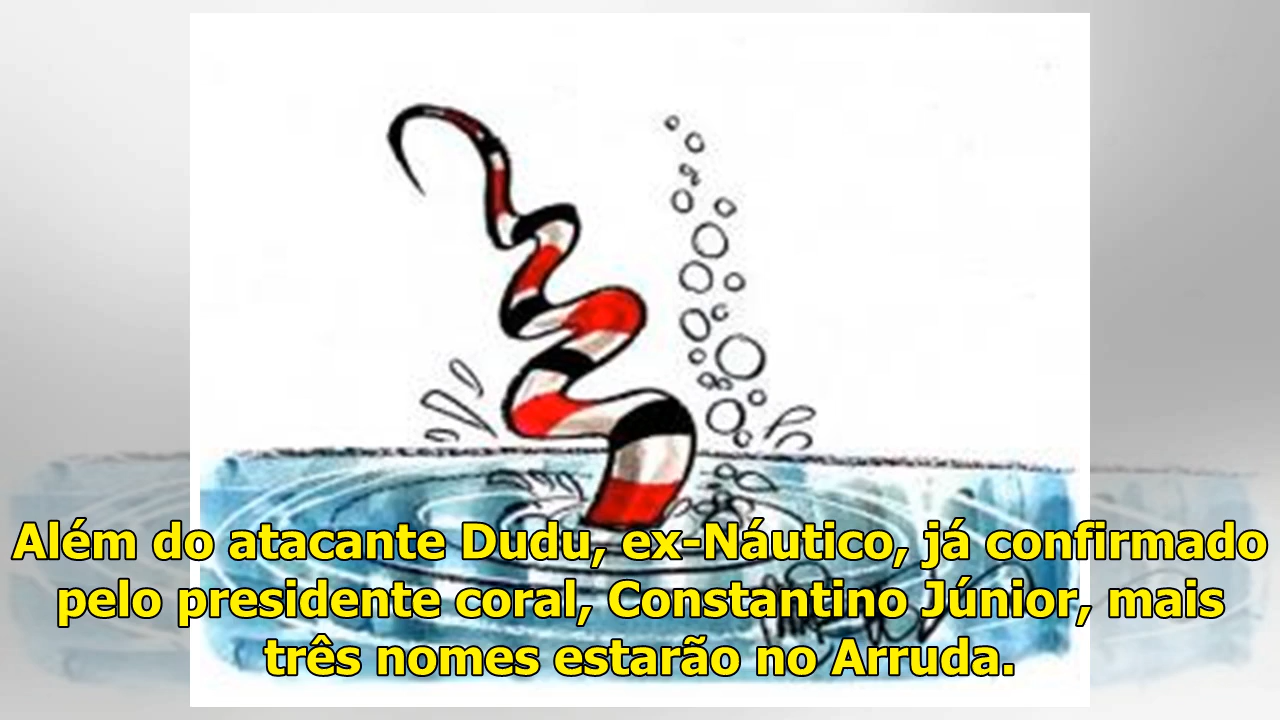 Além do atacante Dudu, ex-Náutico, já confirmado
pelo presidente coral, Constantino Júnior, mais
três nomes estarão no Arruda.